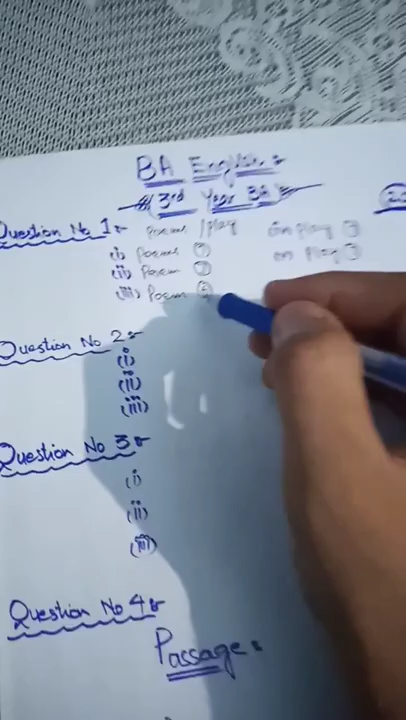 BA English :
(3rd Year BA)
Question No 1 :- Poems / Play on Play
(i) Poem on Play
(ii) Poem
(iii) Poem
Question No 2 :-
(i)
(ii)
(iii)
Question No 3 :-
(i)
(ii)
(iii)
Question No 4 :-
Passage :